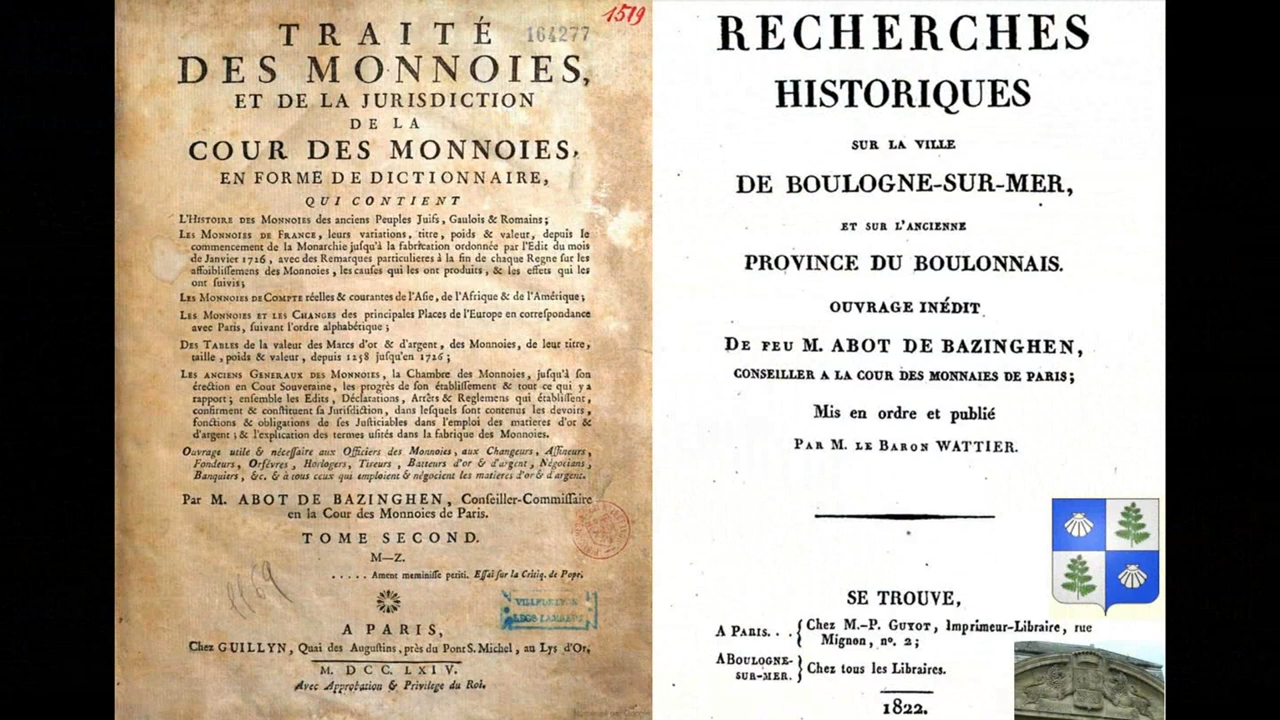 1519
164277
TRAITÉ
DES MONNOIES,
ET DE LA JURISDICTION
DE LA
COUR DES MONNOIES,
EN FORME DE DICTIONNAIRE,
QUI CONTIENT
L'HISTOIRE DES MONNOIES des anciens Peuples Juifs, Gaulois & Romains;
LES MONNOIES DE FRANCE, leurs variations, titre, poids & valeur, depuis le
commencement de la Monarchie jusqu'à la fabrication ordonnée par l'Edit du mois
de Janvier 1726, avec des Remarques particulieres à la fin de chaque Regne sur les
affoiblissemens des Monnoies, les causes qui les ont produits, & les effets qui les
ont suivis;
LES MONNOIES DE COMPTE réelles & courantes de l'Asie, de l'Afrique & de l'Amérique;
LES MONNOIES ET LES CHANGES des principales Places de l'Europe en correspondance
avec Paris, suivant l'ordre alphabétique;
DES TABLES de la valeur des Marcs d'or & d'argent, des Monnoies, de leur titre,
taille, poids & valeur, depuis 1258 jusqu'en 1726;
LES ANCIENS GENERAUX DES MONNOIES, la Chambre des Monnoies, jusqu'à son
érection en Cour Souveraine, les progrès de son établissement & tout ce qui y a
rapport; ensemble les Edits, Déclarations, Arrêts & Reglemens qui établissent,
confirment & constituent sa Jurisdiction, dans lesquels sont contenus les devoirs,
fonctions & obligations de ses Justiciables dans l'emploi des matieres d'or &
d'argent; & l'explication des termes usités dans la fabrique des Monnoies.
Ouvrage utile & nécessaire aux Officiers des Monnoies, aux Changeurs, Affineurs,
Fondeurs, Orfévres, Horlogers, Tireurs, Batteurs d'or & d'argent, Négocians,
Banquiers, &c. & à tous ceux qui emploient & négocient les matieres d'or & d'argent.
Par M. ABOT DE BAZINGHEN, Conseiller-Commissaire
en la Cour des Monnoies de Paris.
TOME SECOND.
M—Z.
..... Ament meminisse periti. Essai sur la Critiq. de Pope.
1169
A PARIS,
Chez GUILLYN, Quai des Augustins, près du Pont S. Michel, au Lys d'Or,
M. D C C. L X I V.
Avec Approbation & Privilege du Roi.
RECHERCHES
HISTORIQUES
SUR LA VILLE
DE BOULOGNE-SUR-MER,
ET SUR L'ANCIENNE
PROVINCE DU BOULONNAIS.
OUVRAGE INÉDIT
DE FEU M. ABOT DE BAZINGHEN,
CONSEILLER A LA COUR DES MONNAIES DE PARIS;
Mis en ordre et publié
PAR M. LE BARON WATTIER.
SE TROUVE,
A PARIS... { Chez M.-P. GUYOT, Imprimeur-Libraire, rue
Mignon, nº. 2;
A BOULOGNE-
SUR-MER. } Chez tous les Libraires.
1822.